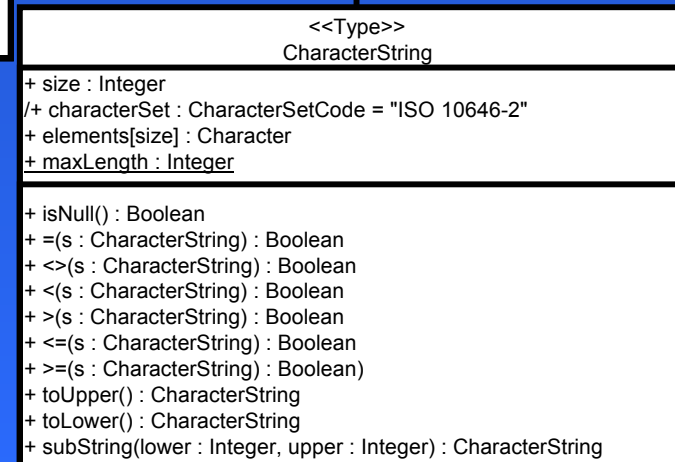 <<Type>>
CharacterString
+ size : Integer
/+ characterSet : CharacterSetCode = "ISO 10646-2"
+ elements[size] : Character
+ maxLength : Integer
+ isNull() : Boolean
+ =(s : CharacterString) : Boolean
+ <>(s : CharacterString) : Boolean
+ <(s : CharacterString) : Boolean
+ >(s : CharacterString) : Boolean
+ <=(s : CharacterString) : Boolean
+ >=(s : CharacterString) : Boolean)
+ toUpper() : CharacterString
+ toLower() : CharacterString
+ subString(lower : Integer, upper : Integer) : CharacterString